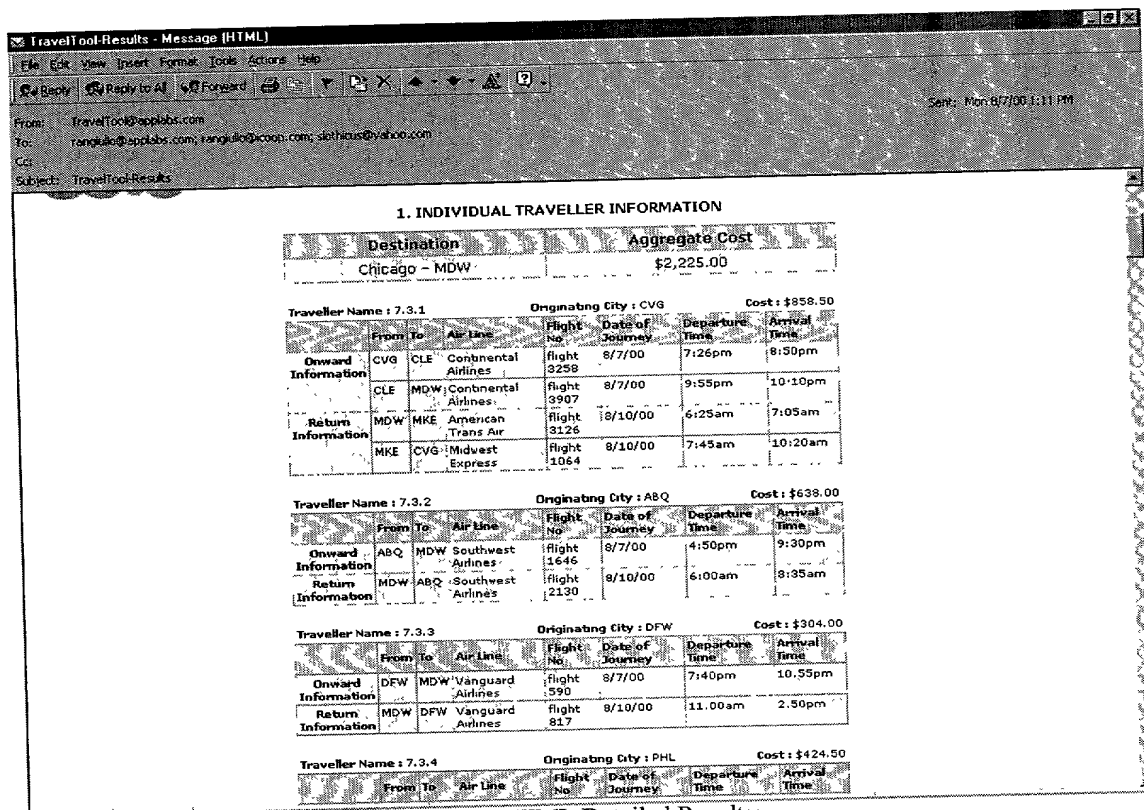 TravelTool-Results - Message (HTML)
File Edit View Insert Format Tools Actions Help
Reply Reply to All Forward
Sent: Mon 8/7/00 1:11 PM
From: TravelTool@applabs.com
To: rangiulio@applabs.com; rangiulio@icoop.com; slothicus@yahoo.com
Cc:
Subject: TravelTool-Results
1. INDIVIDUAL TRAVELLER INFORMATION
Destination Aggregate Cost
Chicago - MDW $2,225.00
Traveller Name : 7.3.1 Originating City : CVG Cost : $858.50
From To Air Line Flight No Date of Journey Departure Time Arrival Time
Onward Information CVG CLE Continental Airlines flight 3258 8/7/00 7:26pm 8:50pm
CLE MDW Continental Airlines flight 3907 8/7/00 9:55pm 10:10pm
Return Information MDW MKE American Trans Air flight 3126 8/10/00 6:25am 7:05am
MKE CVG Midwest Express flight 1064 8/10/00 7:45am 10:20am
Traveller Name : 7.3.2 Originating City : ABQ Cost : $638.00
From To Air Line Flight No Date of Journey Departure Time Arrival Time
Onward Information ABQ MDW Southwest Airlines flight 1646 8/7/00 4:50pm 9:30pm
Return Information MDW ABQ Southwest Airlines flight 2130 8/10/00 6:00am 8:35am
Traveller Name : 7.3.3 Originating City : DFW Cost : $304.00
From To Air Line Flight No Date of Journey Departure Time Arrival Time
Onward Information DFW MDW Vanguard Airlines flight 590 8/7/00 7:40pm 10.55pm
Return Information MDW DFW Vanguard Airlines flight 817 8/10/00 11.00am 2.50pm
Traveller Name : 7.3.4 Originating City : PHL Cost : $424.50
From To Air Line Flight No Date of Journey Departure Time Arrival Time
Detailed Results